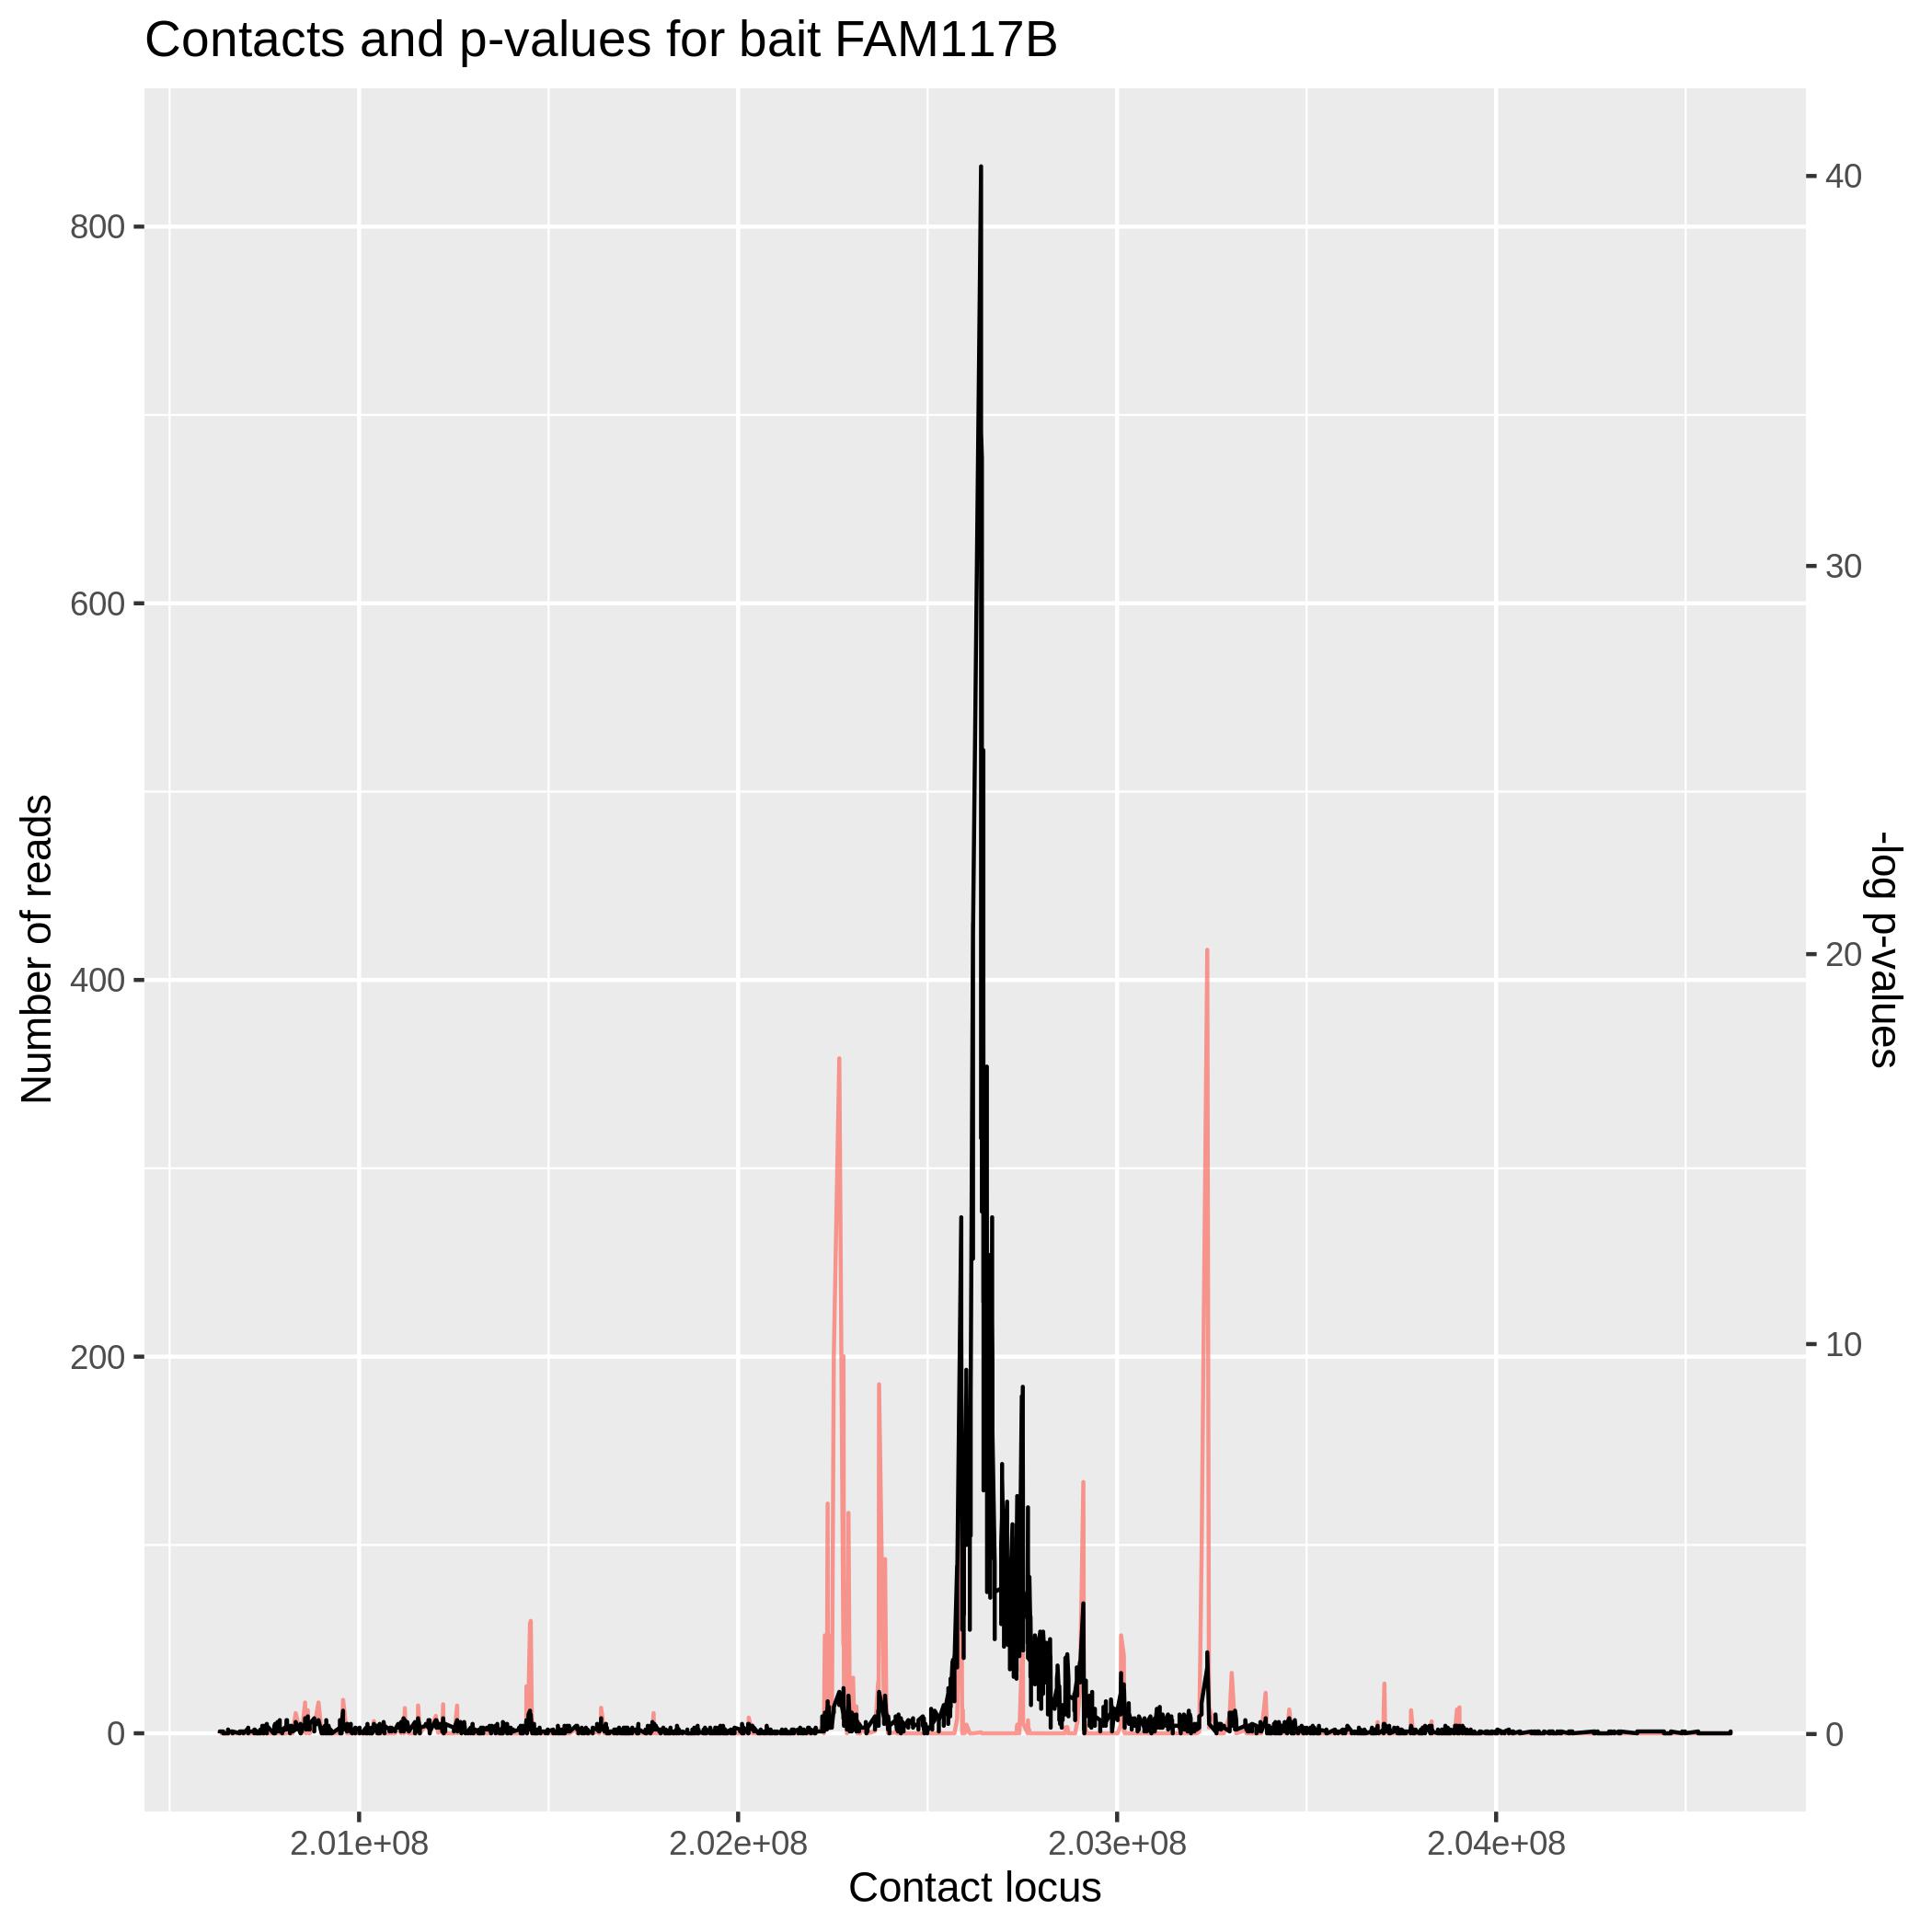 Contacts and p-values for bait FAM117B
Number of reads
800
600
400
200
0
40
30
20
10
0
-log p-values
2.01e+08
2.02e+08
2.03e+08
2.04e+08
Contact locus